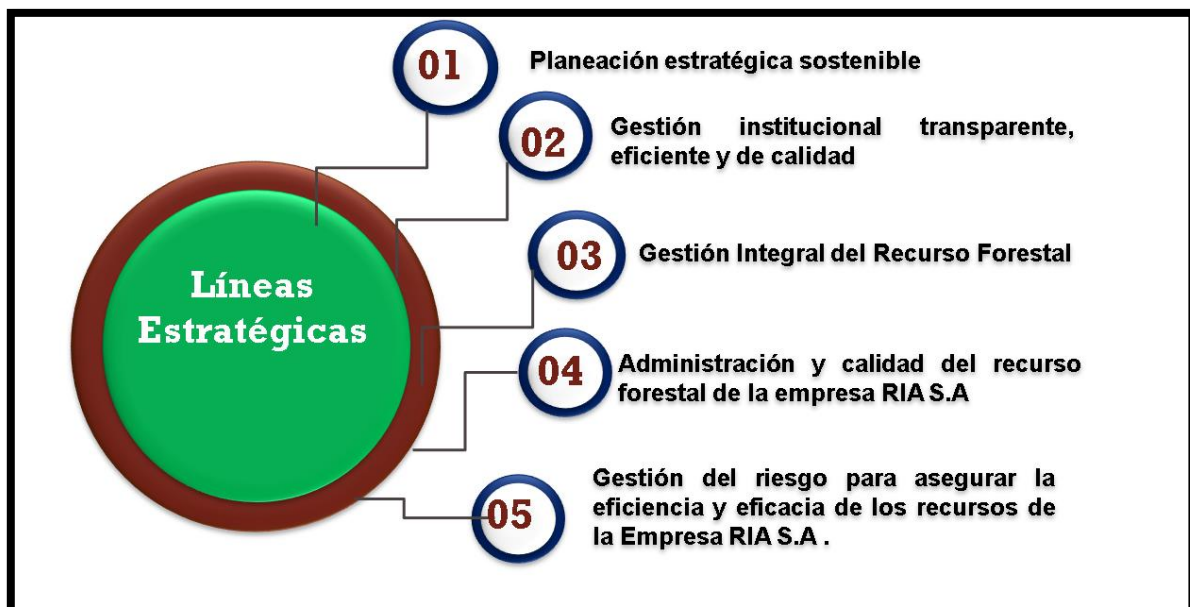 01
Planeación estratégica sostenible
02
Gestión institucional transparente,
eficiente y de calidad
Líneas
Estratégicas
03
Gestión Integral del Recurso Forestal
04
Administración y calidad del recurso
forestal de la empresa RIA S.A
05
Gestión del riesgo para asegurar la
eficiencia y eficacia de los recursos de
la Empresa RIA S.A .